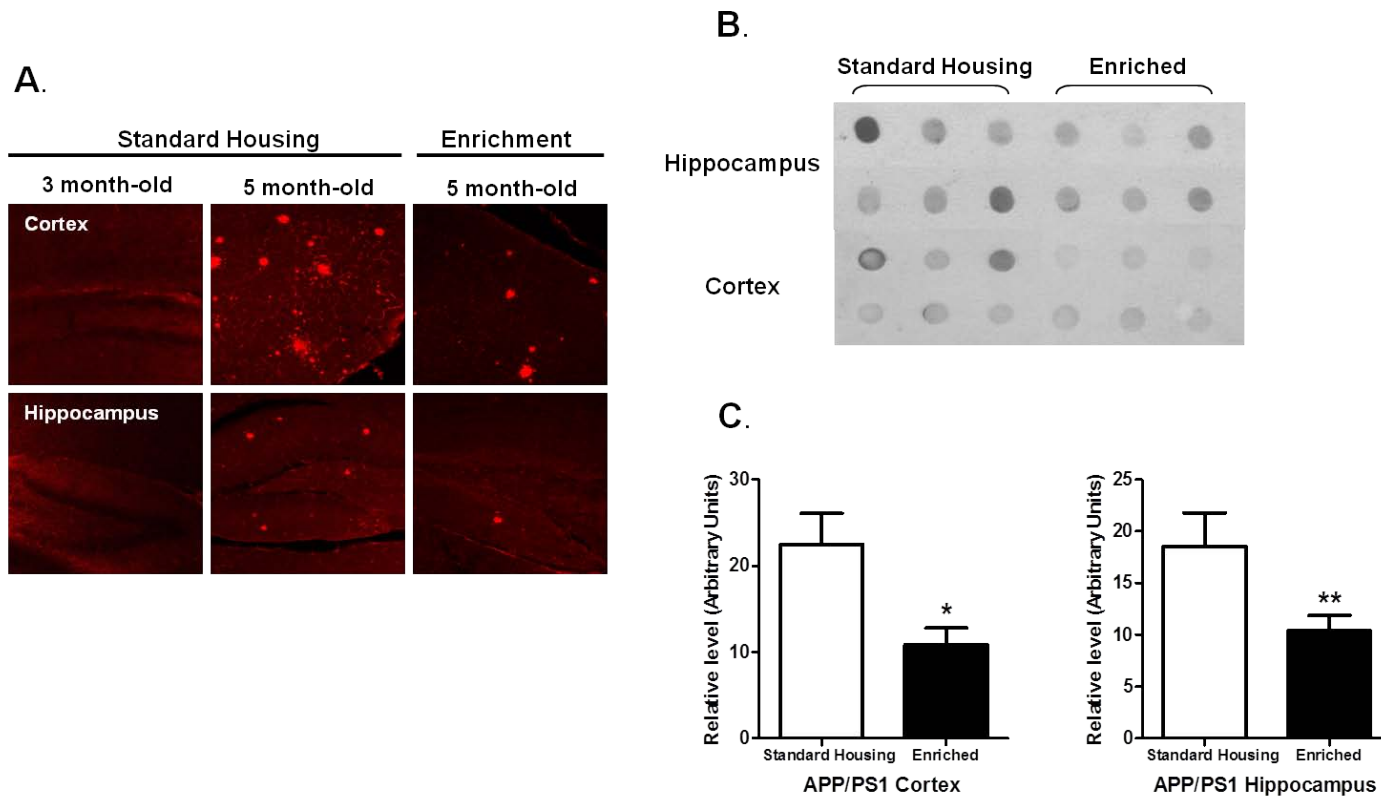 A.
Standard Housing Enrichment
3 month-old 5 month-old 5 month-old
Cortex
Hippocampus
B.
Standard Housing Enriched
Hippocampus
Cortex
C.
Relative level (Arbitrary Units)
30
20
10
0
*
Standard Housing Enriched
APP/PS1 Cortex
Relative level (Arbitrary Units)
25
20
15
10
5
0
**
Standard Housing Enriched
APP/PS1 Hippocampus